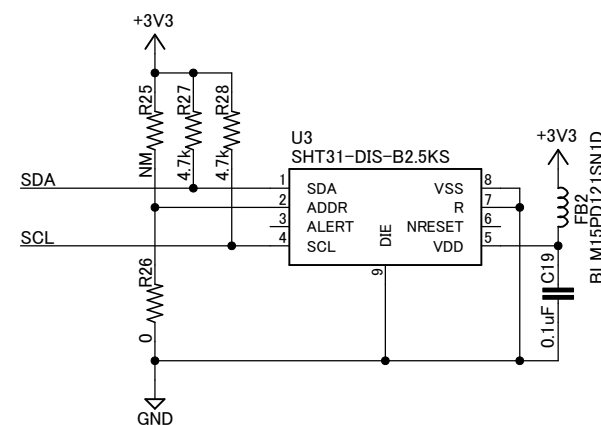 +3V3
R25
R27
R28
NM
4.7k
4.7k
U3
SHT31-DIS-B2.5KS
+3V3
SDA
1
SDA
VSS
8
2
ADDR
R
7
3
ALERT
NRESET
6
SCL
4
SCL
DIE
VDD
5
9
FB2
BLM15PD121SN1D
R26
0
C19
0.1uF
GND